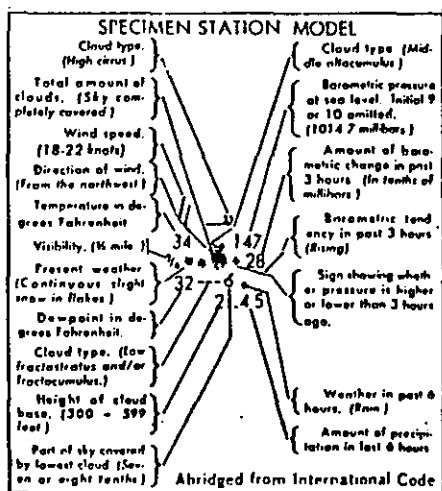 SPECIMEN STATION MODEL
Cloud type.
(High cirrus)
Total amount of
clouds. (Sky com-
pletely covered)
Wind speed.
(18-22 knots)
Direction of wind.
(From the northwest)
Temperature in de-
grees Fahrenheit
Visibility. (¾ mile)
Present weather
(Continuous slight
snow in flakes)
Dewpoint in de-
grees Fahrenheit.
Cloud type. (Low
fractostratus and/or
fractocumulus.)
Height of cloud
base. (300 - 599
feet)
Part of sky covered
by lowest cloud (Sev-
en or eight tenths)
34
147
28
32
2
.45
Cloud type (Mid-
dle altocumulus)
Barometric pressure
at sea level. Initial 9
or 10 omitted.
(1014.7 millibars)
Amount of baro-
metric change in past
3 hours (In tenths of
millibars)
Barometric tend
ency in past 3 hours
(Rising)
Sign showing wheth
er pressure is higher
or lower than 3 hours
ago.
Weather in past 6
hours. (Rain)
Amount of precipi-
tation in last 6 hours
Abridged from International Code